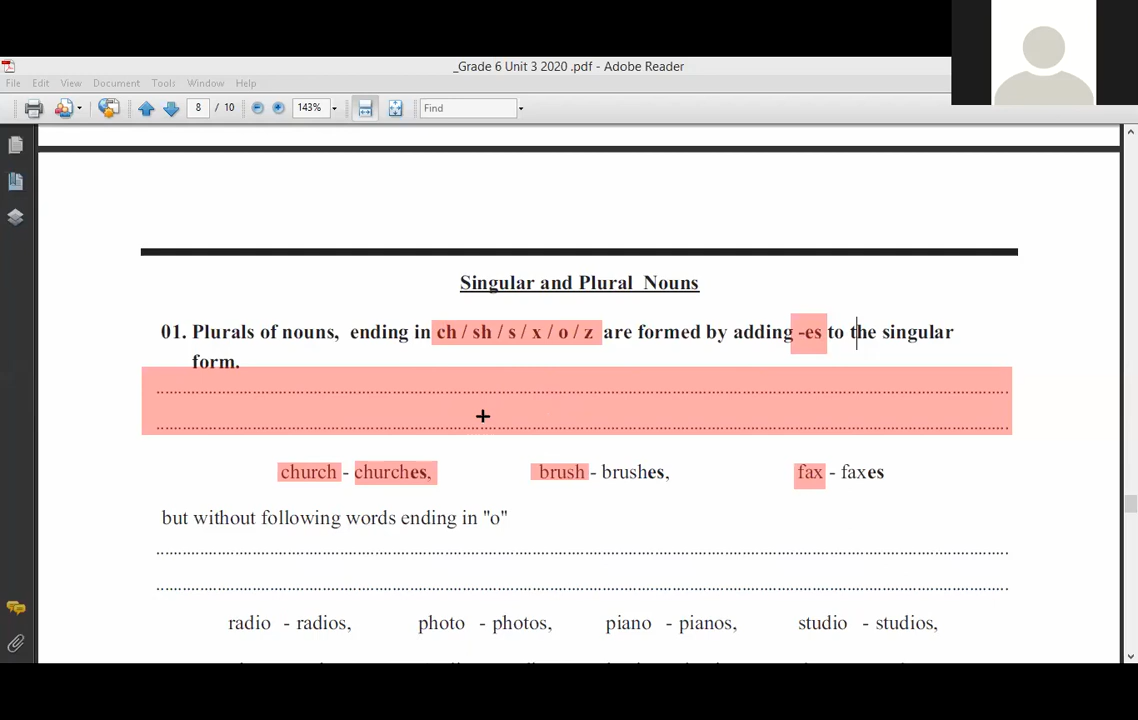 _Grade 6 Unit 3 2020 .pdf - Adobe Reader
File Edit View Document Tools Window Help
8 / 10 143% Find
Singular and Plural Nouns
01. Plurals of nouns, ending in ch / sh / s / x / o / z are formed by adding -es to the singular
form.
church - churches, brush - brushes, fax - faxes
but without following words ending in "o"
radio - radios, photo - photos, piano - pianos, studio - studios,